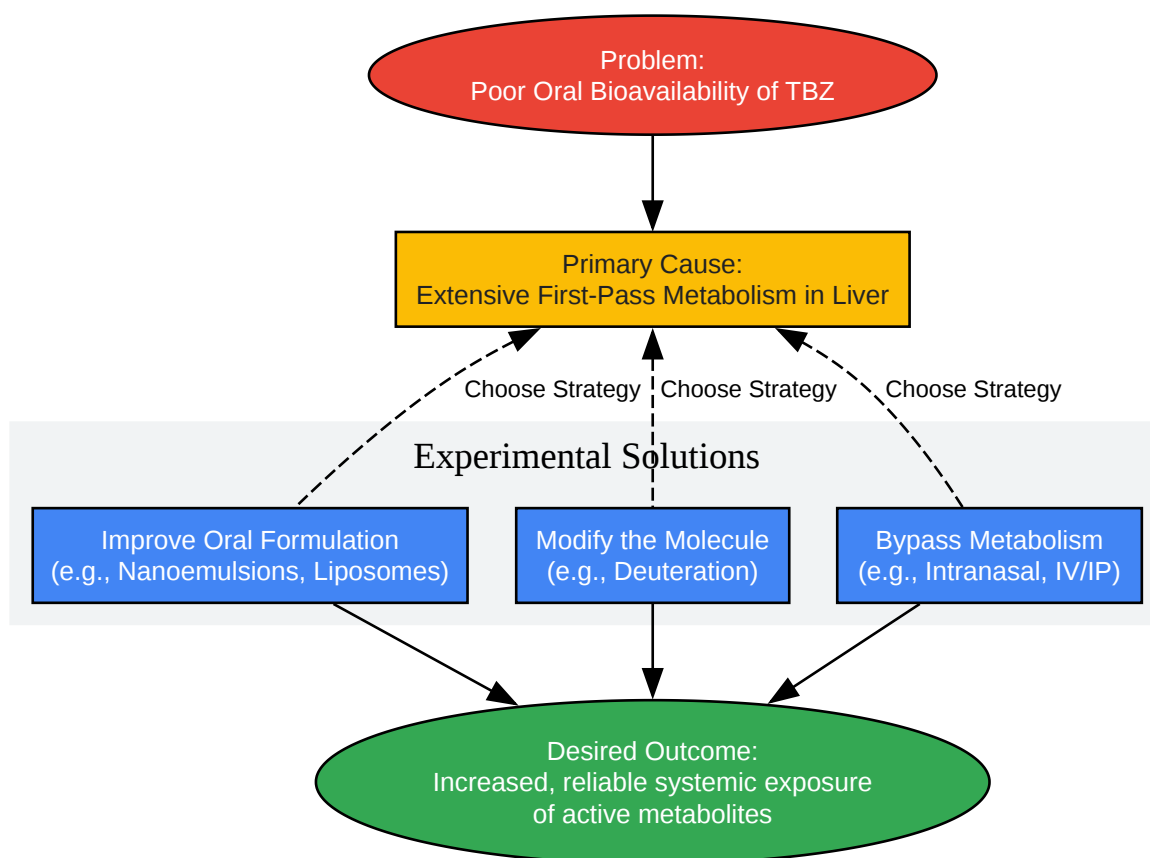 Problem:
Poor Oral Bioavailability of TBZ
Primary Cause:
Extensive First-Pass Metabolism in Liver
Choose Strategy
Choose Strategy
Choose Strategy
Experimental Solutions
Improve Oral Formulation
(e.g., Nanoemulsions, Liposomes)
Modify the Molecule
(e.g., Deuteration)
Bypass Metabolism
(e.g., Intranasal, IV/IP)
Desired Outcome:
Increased, reliable systemic exposure
of active metabolites